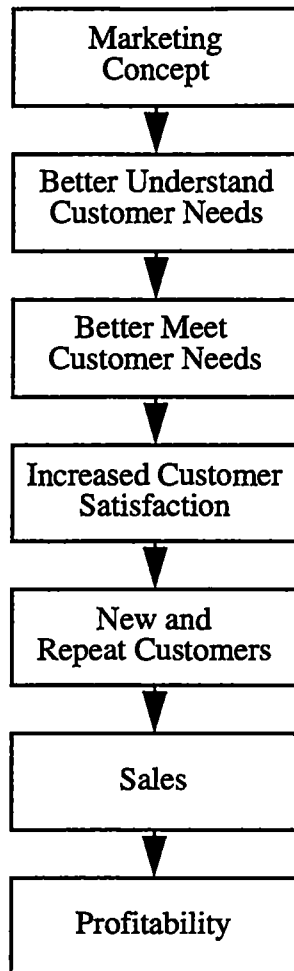 Marketing
Concept
Better Understand
Customer Needs
Better Meet
Customer Needs
Increased Customer
Satisfaction
New and
Repeat Customers
Sales
Profitability